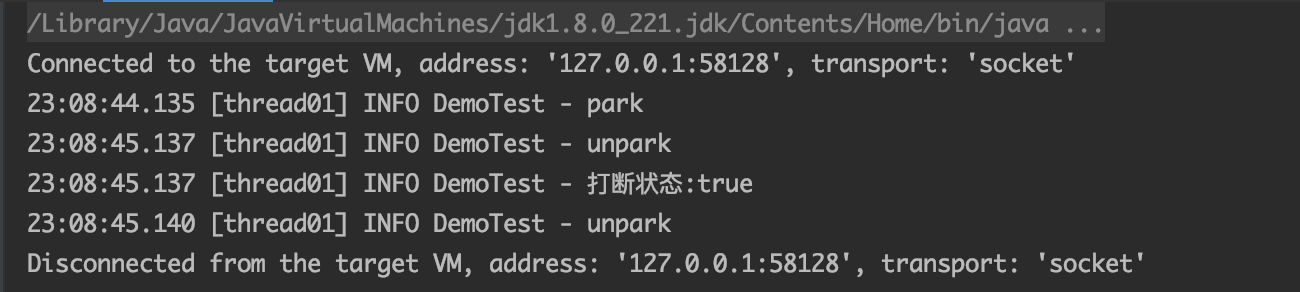 /Library/Java/JavaVirtualMachines/jdk1.8.0_221.jdk/Contents/Home/bin/java ...
Connected to the target VM, address: '127.0.0.1:58128', transport: 'socket'
23:08:44.135 [thread01] INFO DemoTest - park
23:08:45.137 [thread01] INFO DemoTest - unpark
23:08:45.137 [thread01] INFO DemoTest - 打断状态:true
23:08:45.140 [thread01] INFO DemoTest - unpark
Disconnected from the target VM, address: '127.0.0.1:58128', transport: 'socket'